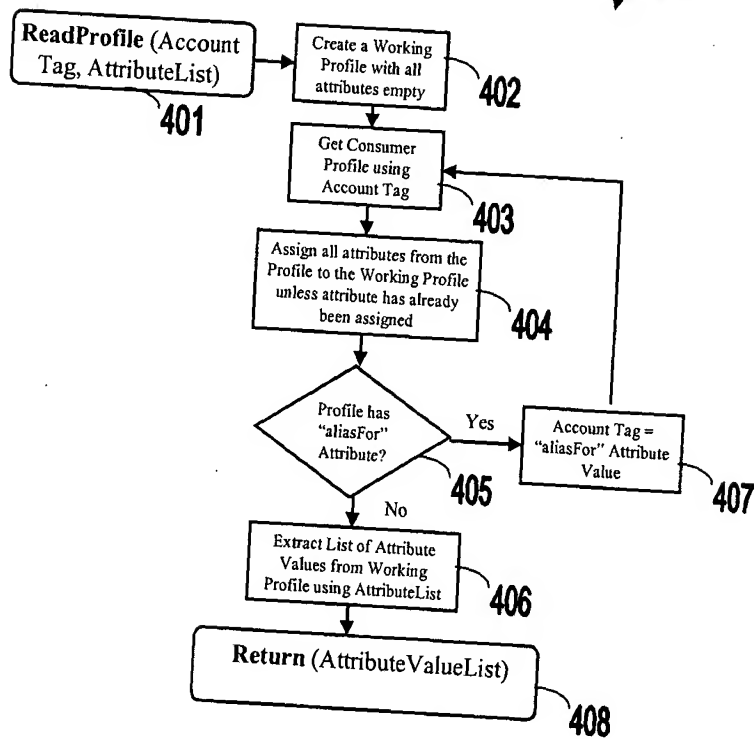 ReadProfile (Account
Tag, AttributeList)
401
Create a Working
Profile with all
attributes empty
402
Get Consumer
Profile using
Account Tag
403
Assign all attributes from the
Profile to the Working Profile
unless attribute has already
been assigned
404
Profile has
"aliasFor"
Attribute?
405
Yes
Account Tag =
"aliasFor" Attribute
Value
407
No
Extract List of Attribute
Values from Working
Profile using AttributeList
406
Return (AttributeValueList)
408